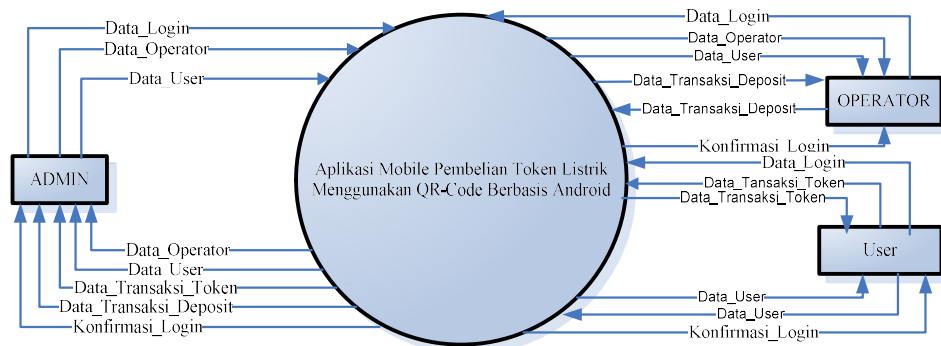 Data_Login
Data_Operator
Data_User
ADMIN
Data_Operator
Data_User
Data_Transaksi_Token
Data_Transaksi_Deposit
Konfirmasi_Login
Aplikasi Mobile Pembelian Token Listrik
Menggunakan QR-Code Berbasis Android
Data_Login
Data_Operator
Data_User
Data_Transaksi_Deposit
Data_Transaksi_Deposit
OPERATOR
Konfirmasi_Login
Data_Login
Data_Tansaksi_Token
Data_Transaksi_Token
User
Data_User
Data_User
Konfirmasi_Login